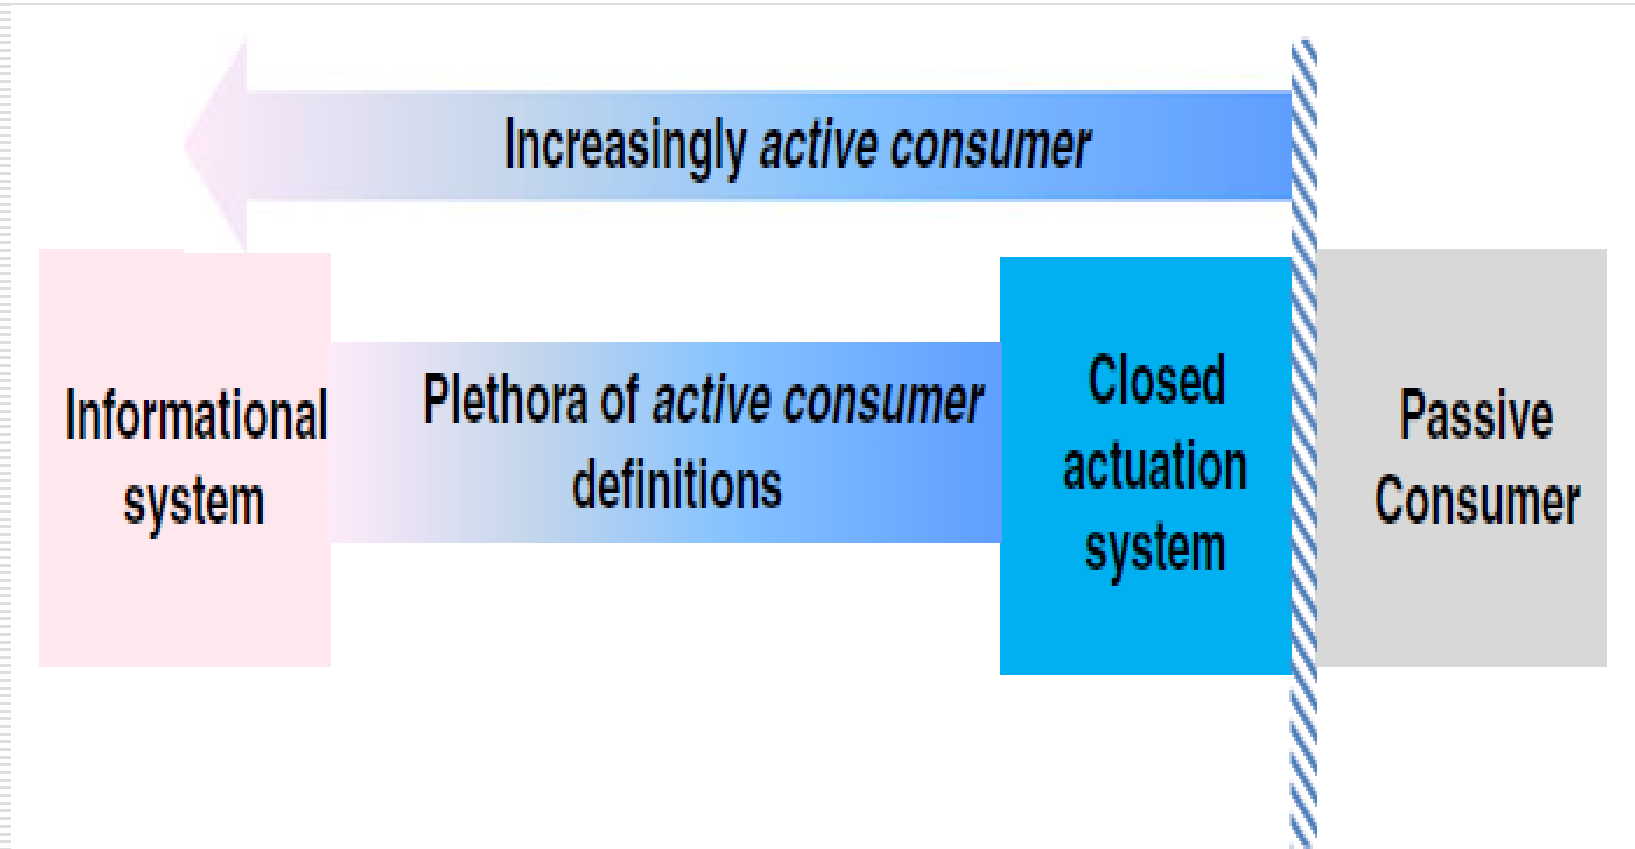 Increasingly active consumer
Informational
system
Plethora of active consumer
definitions
Closed
actuation
system
Passive
Consumer